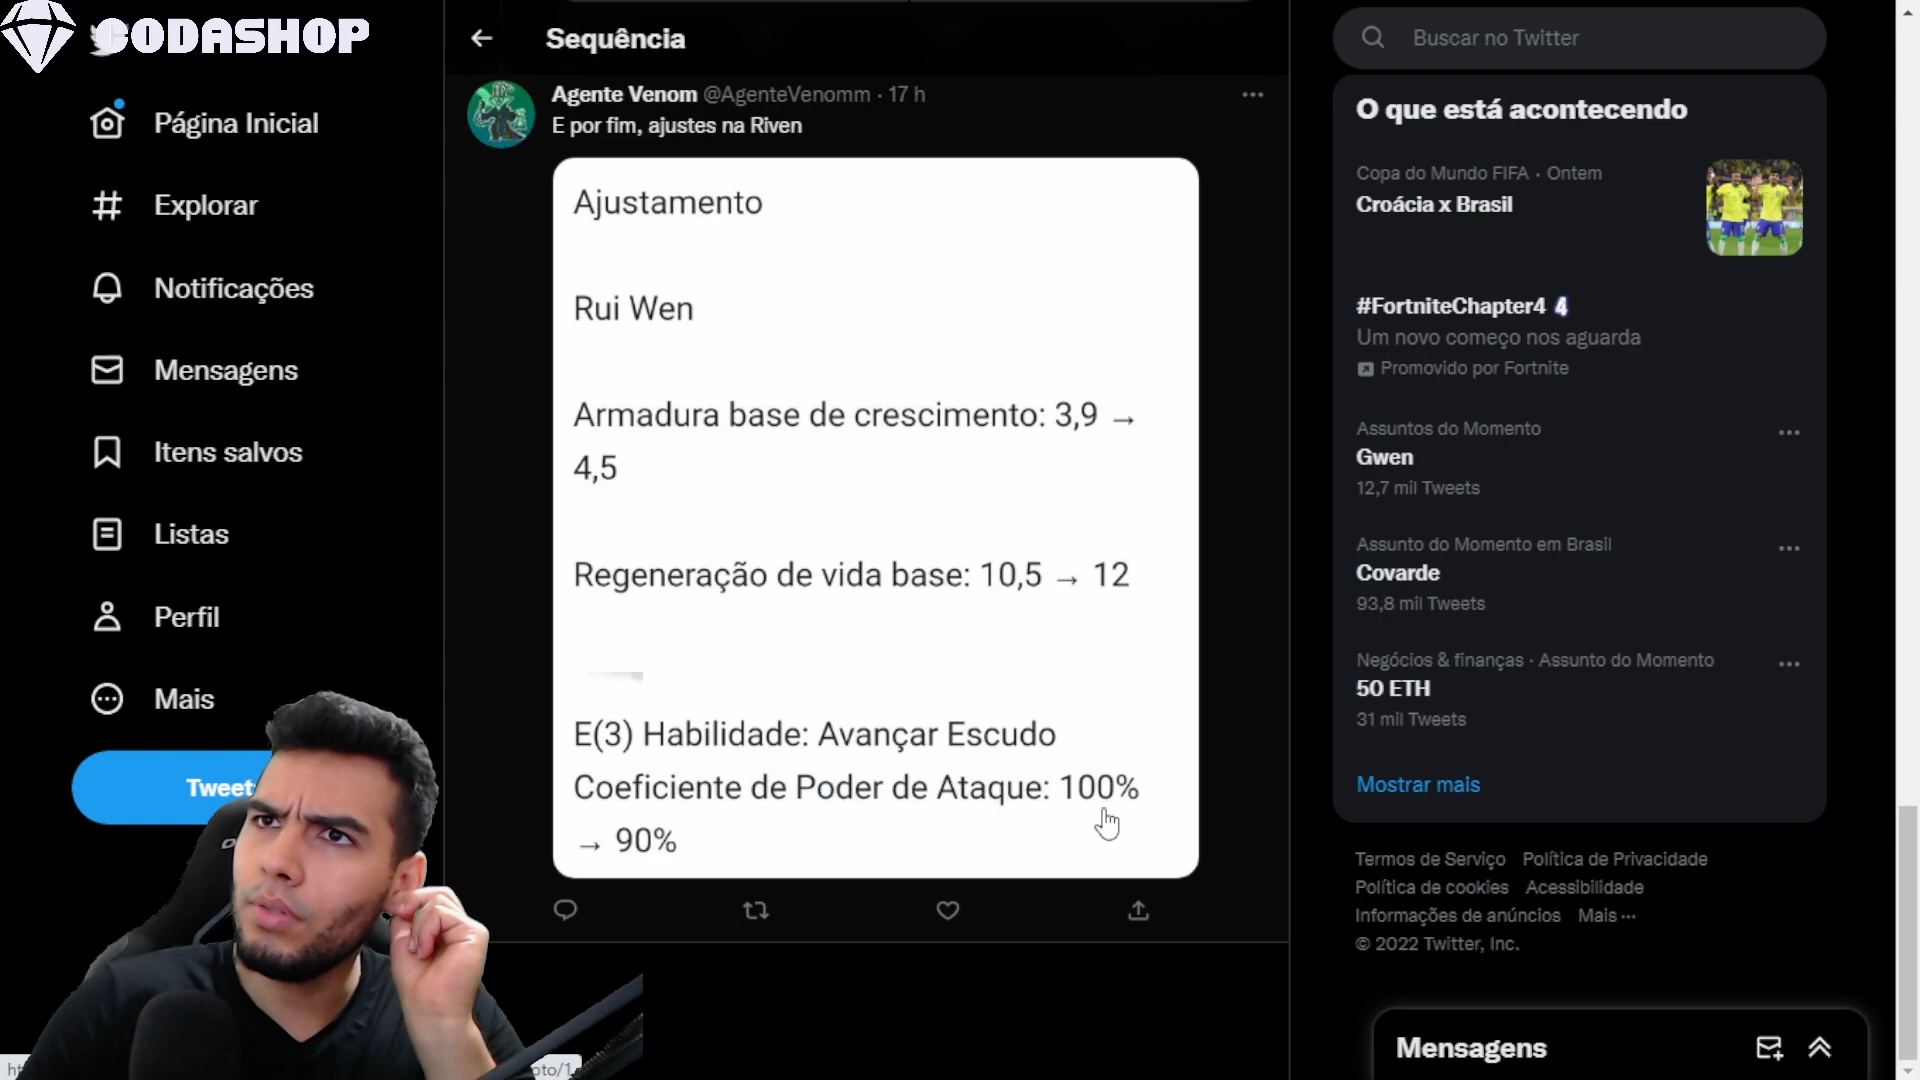 CODASHOP
Página Inicial
Explorar
Notificações
Mensagens
Itens salvos
Listas
Perfil
Mais
Tweet
Sequência
Agente Venom @AgenteVenomm · 17 h
E por fim, ajustes na Riven
Ajustamento
Rui Wen
Armadura base de crescimento: 3,9 →
4,5
Regeneração de vida base: 10,5 → 12
E(3) Habilidade: Avançar Escudo
Coeficiente de Poder de Ataque: 100%
→ 90%
Buscar no Twitter
O que está acontecendo
Copa do Mundo FIFA · Ontem
Croácia x Brasil
#FortniteChapter4
Um novo começo nos aguarda
Promovido por Fortnite
Assuntos do Momento
Gwen
12,7 mil Tweets
Assunto do Momento em Brasil
Covarde
93,8 mil Tweets
Negócios & finanças · Assunto do Momento
50 ETH
31 mil Tweets
Mostrar mais
Termos de Serviço Política de Privacidade
Política de cookies Acessibilidade
Informações de anúncios Mais ···
© 2022 Twitter, Inc.
Mensagens